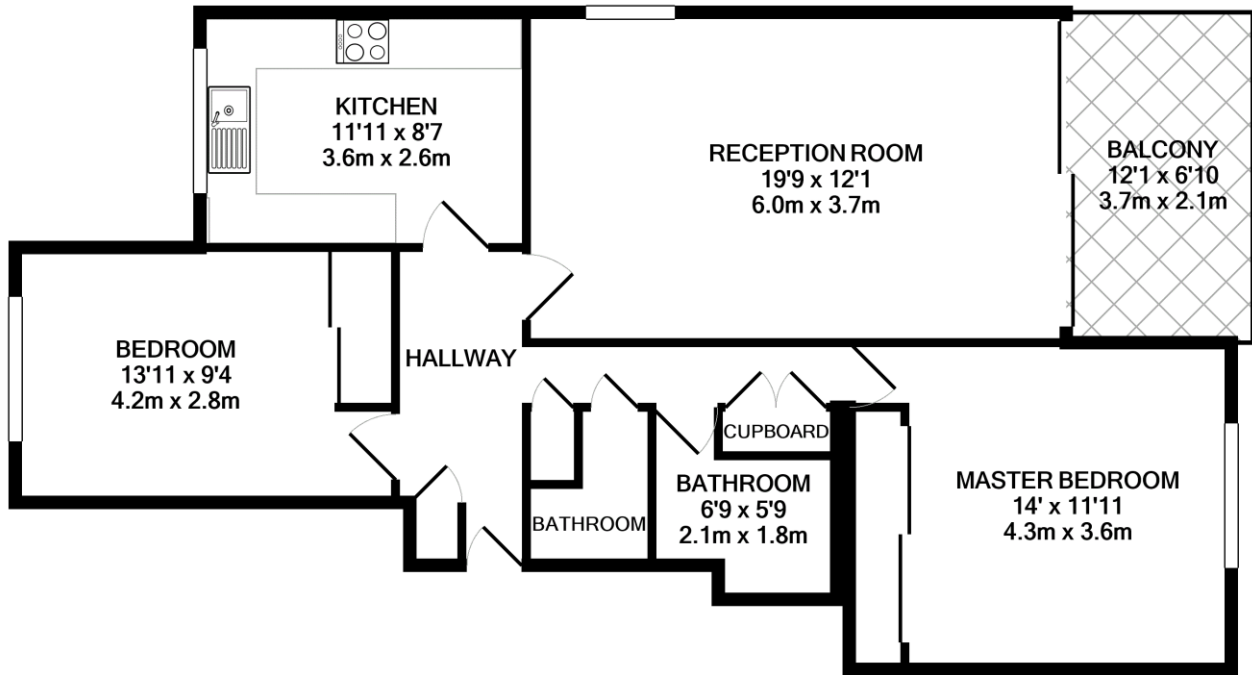 KITCHEN
11'11 x 8'7
3.6m x 2.6m
RECEPTION ROOM
19'9 x 12'1
6.0m x 3.7m
BALCONY
12'1 x 6'10
3.7m x 2.1m
BEDROOM
13'11 x 9'4
4.2m x 2.8m
HALLWAY
CUPBOARD
BATHROOM
BATHROOM
6'9 x 5'9
2.1m x 1.8m
MASTER BEDROOM
14' x 11'11
4.3m x 3.6m